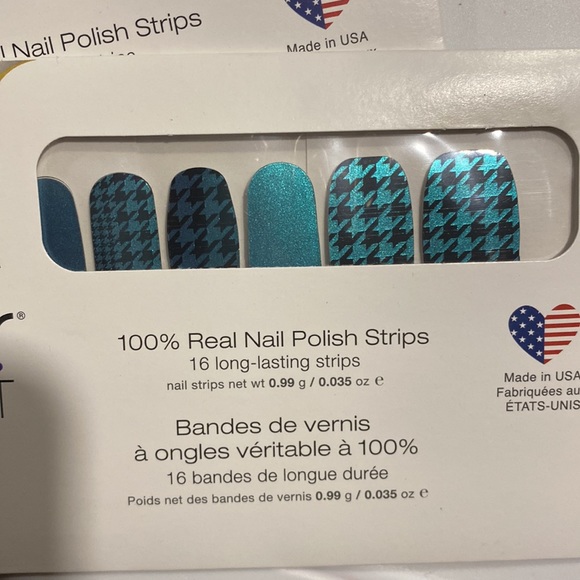 Nail Polish Strips
Made in USA
®
100% Real Nail Polish Strips
16 long-lasting strips
nail strips net wt 0.99 g / 0.035 oz e
Bandes de vernis
à ongles véritable à 100%
16 bandes de longue durée
Poids net des bandes de vernis 0.99 g / 0.035 oz e
Made in USA
Fabriquées au
ÉTATS-UNIS